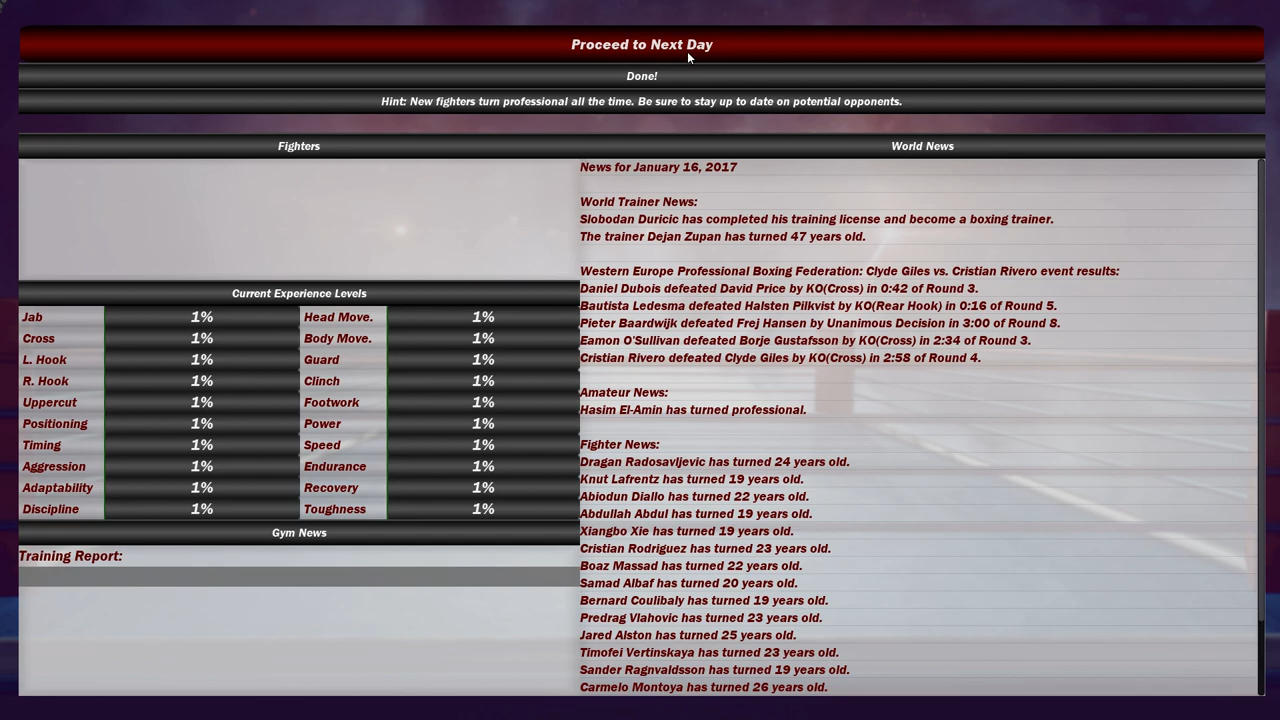 Proceed to Next Day
Done!
Hint: New fighters turn professional all the time. Be sure to stay up to date on potential opponents.
Fighters
Current Experience Levels
Jab 1% Head Move. 1%
Cross 1% Body Move. 1%
L. Hook 1% Guard 1%
R. Hook 1% Clinch 1%
Uppercut 1% Footwork 1%
Positioning 1% Power 1%
Timing 1% Speed 1%
Aggression 1% Endurance 1%
Adaptability 1% Recovery 1%
Discipline 1% Toughness 1%
Gym News
Training Report:
World News
News for January 16, 2017
World Trainer News:
Slobodan Duricic has completed his training license and become a boxing trainer.
The trainer Dejan Zupan has turned 47 years old.
Western Europe Professional Boxing Federation: Clyde Giles vs. Cristian Rivero event results:
Daniel Dubois defeated David Price by KO(Cross) in 0:42 of Round 3.
Bautista Ledesma defeated Halsten Pilkvist by KO(Rear Hook) in 0:16 of Round 5.
Pieter Baardwijk defeated Frej Hansen by Unanimous Decision in 3:00 of Round 8.
Eamon O'Sullivan defeated Borje Gustafsson by KO(Cross) in 2:34 of Round 3.
Cristian Rivero defeated Clyde Giles by KO(Cross) in 2:58 of Round 4.
Amateur News:
Hasim El-Amin has turned professional.
Fighter News:
Dragan Radosavljevic has turned 24 years old.
Knut Lafrentz has turned 19 years old.
Abiodun Diallo has turned 22 years old.
Abdullah Abdul has turned 19 years old.
Xiangbo Xie has turned 19 years old.
Cristian Rodriguez has turned 23 years old.
Boaz Massad has turned 22 years old.
Samad Albaf has turned 20 years old.
Bernard Coulibaly has turned 19 years old.
Predrag Vlahovic has turned 23 years old.
Jared Alston has turned 25 years old.
Timofei Vertinskaya has turned 23 years old.
Sander Ragnvaldsson has turned 19 years old.
Carmelo Montoya has turned 26 years old.